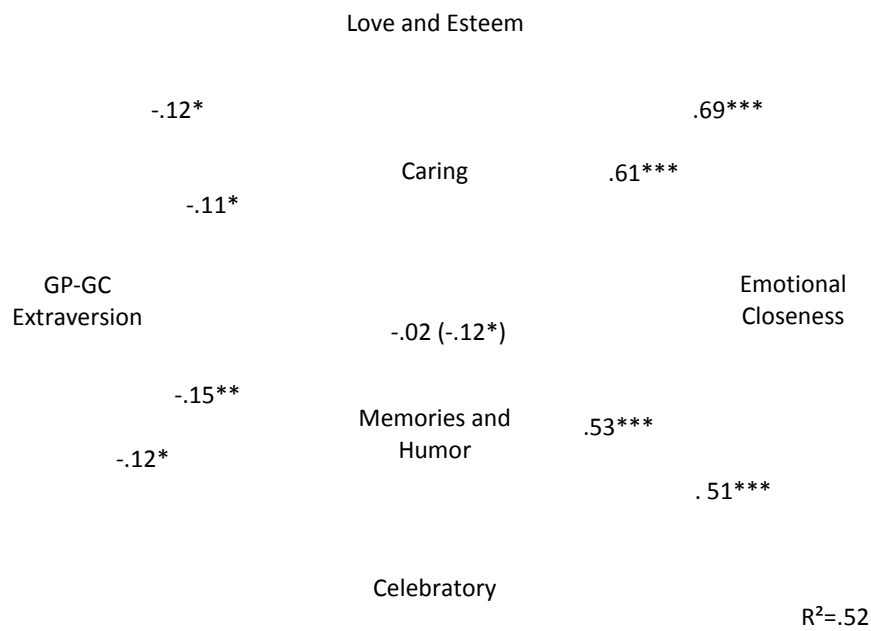 Love and Esteem
-.12*
.69***
Caring
.61***
-.11*
GP-GC
Extraversion
Emotional
Closeness
-.02 (-.12*)
-.15**
Memories and
Humor
.53***
-.12*
. 51***
Celebratory
R²=.52